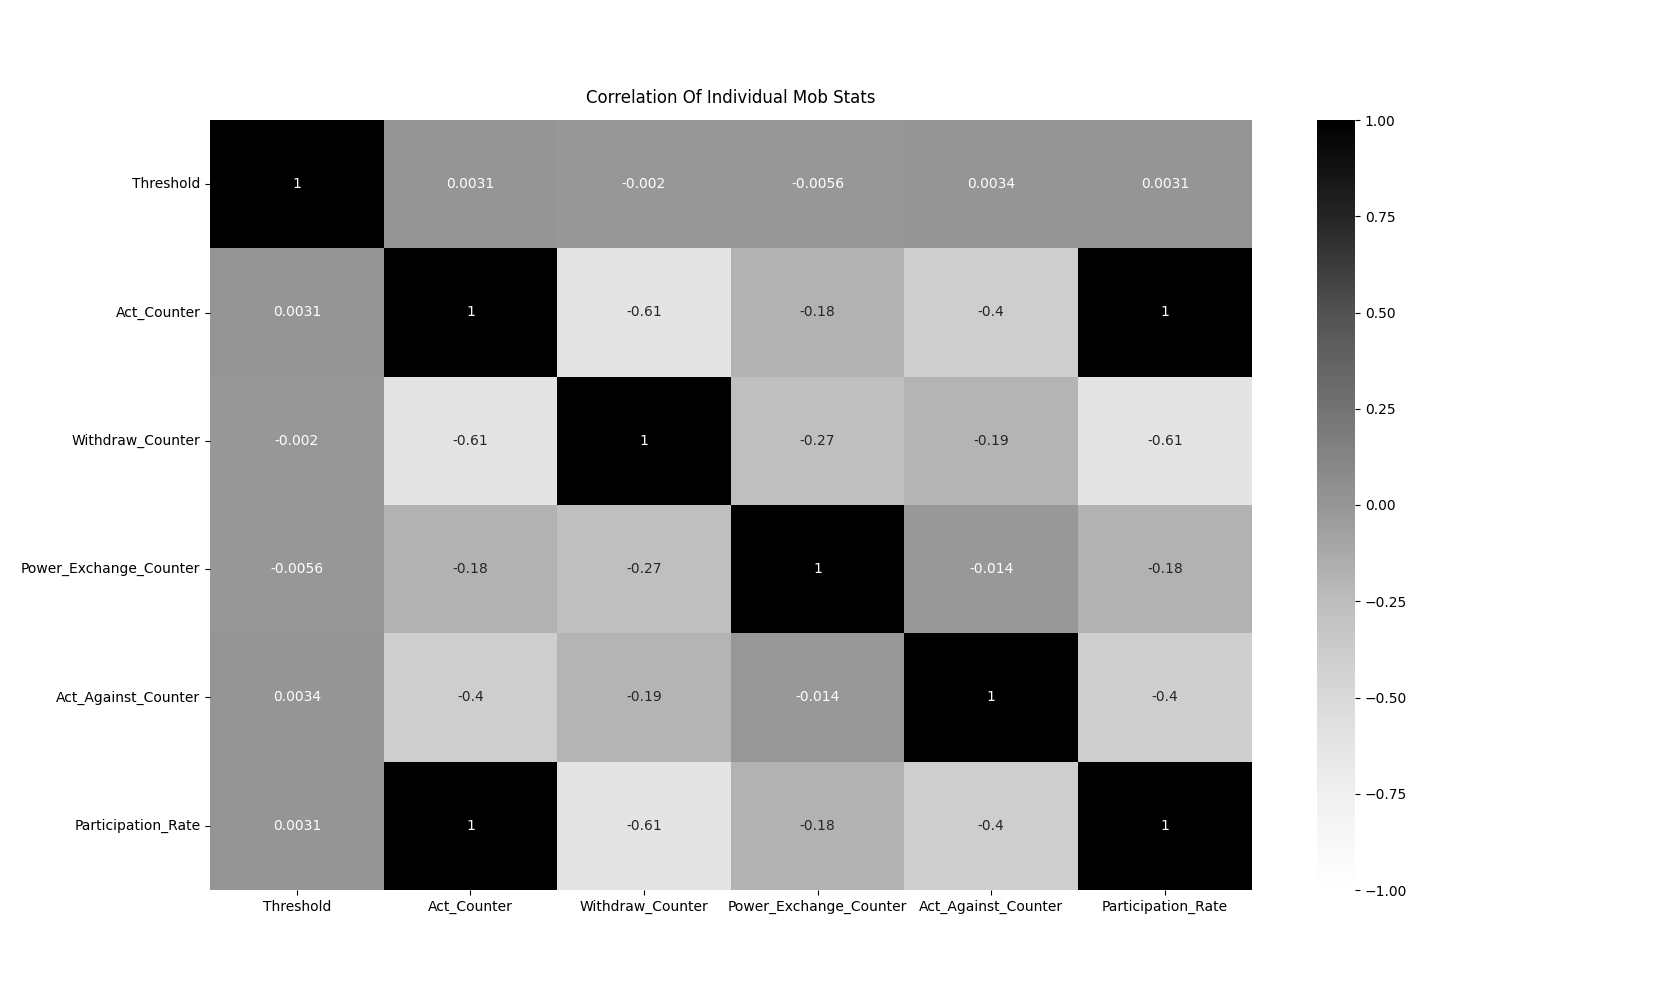 Correlation Of Individual Mob Stats
Threshold 1 0.0031 -0.002 -0.0056 0.0034 0.0031
Act_Counter 0.0031 1 -0.61 -0.18 -0.4 1
Withdraw_Counter -0.002 -0.61 1 -0.27 -0.19 -0.61
Power_Exchange_Counter -0.0056 -0.18 -0.27 1 -0.014 -0.18
Act_Against_Counter 0.0034 -0.4 -0.19 -0.014 1 -0.4
Participation_Rate 0.0031 1 -0.61 -0.18 -0.4 1
Threshold Act_Counter Withdraw_Counter Power_Exchange_Counter Act_Against_Counter Participation_Rate
1.00
0.75
0.50
0.25
0.00
−0.25
−0.50
−0.75
−1.00